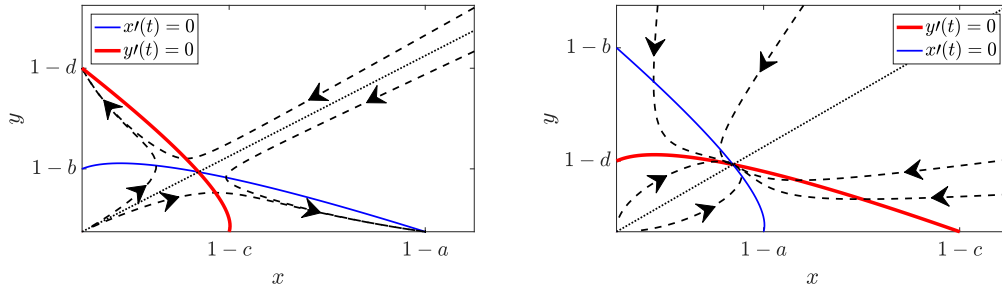 x′(t) = 0
y′(t) = 0
1 − d
y
1 − b
1 − c
1 − a
x
y′(t) = 0
x′(t) = 0
1 − b
y
1 − d
1 − a
1 − c
x